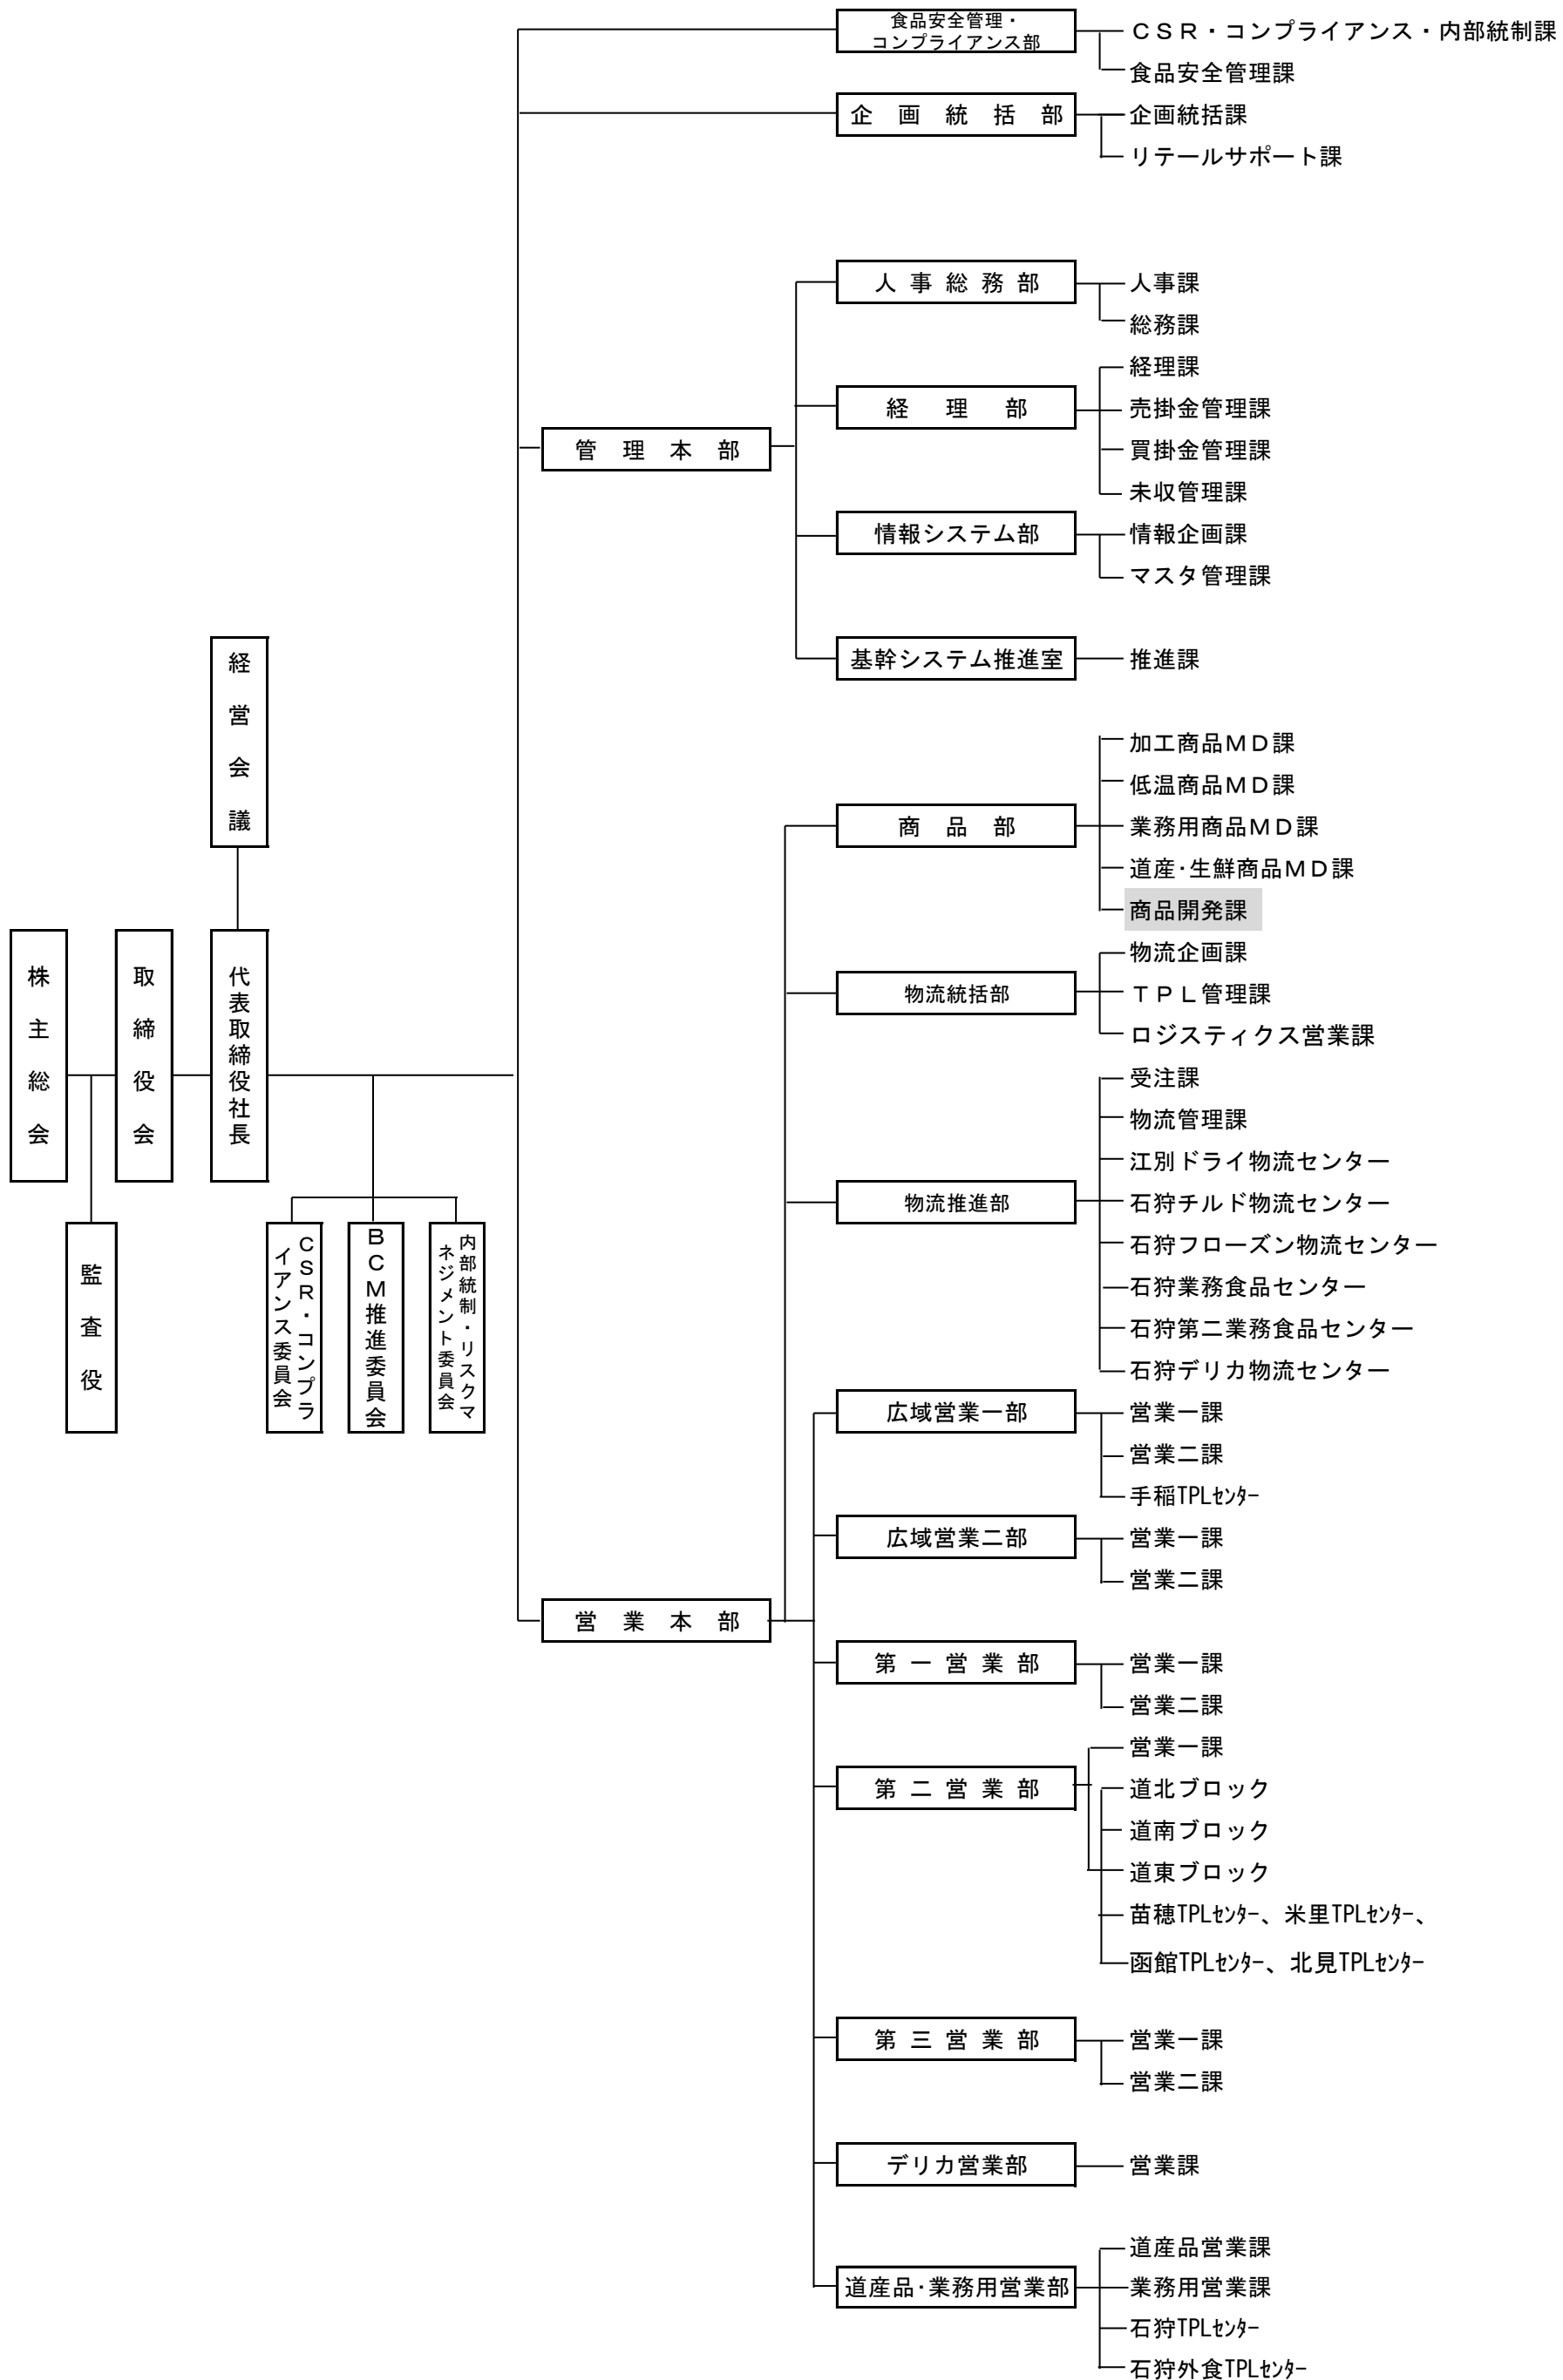 食品安全管理・
コンプライアンス部
ＣＳＲ・コンプライアンス・内部統制課
食品安全管理課
企画統括部
企画統括課
リテールサポート課
人事総務部
人事課
総務課
経理部
経理課
売掛金管理課
買掛金管理課
未収管理課
管理本部
情報システム部
情報企画課
マスタ管理課
基幹システム推進室
推進課
経営会議
商品部
加工商品ＭＤ課
低温商品ＭＤ課
業務用商品ＭＤ課
道産・生鮮商品ＭＤ課
商品開発課
株主総会
取締役会
代表取締役社長
物流統括部
物流企画課
ＴＰＬ管理課
ロジスティクス営業課
物流推進部
受注課
物流管理課
江別ドライ物流センター
石狩チルド物流センター
石狩フローズン物流センター
石狩業務食品センター
石狩第二業務食品センター
石狩デリカ物流センター
監査役
ＣＳＲ・コンプラ
イアンス委員会
ＢＣＭ推進委員会
内部統制・リスクマ
ネジメント委員会
広域営業一部
営業一課
営業二課
手稲TPLｾﾝﾀｰ
広域営業二部
営業一課
営業二課
営業本部
第一営業部
営業一課
営業二課
第二営業部
営業一課
道北ブロック
道南ブロック
道東ブロック
苗穂TPLｾﾝﾀｰ、米里TPLｾﾝﾀｰ、
函館TPLｾﾝﾀｰ、北見TPLｾﾝﾀｰ
第三営業部
営業一課
営業二課
デリカ営業部
営業課
道産品・業務用営業部
道産品営業課
業務用営業課
石狩TPLｾﾝﾀｰ
石狩外食TPLｾﾝﾀｰ